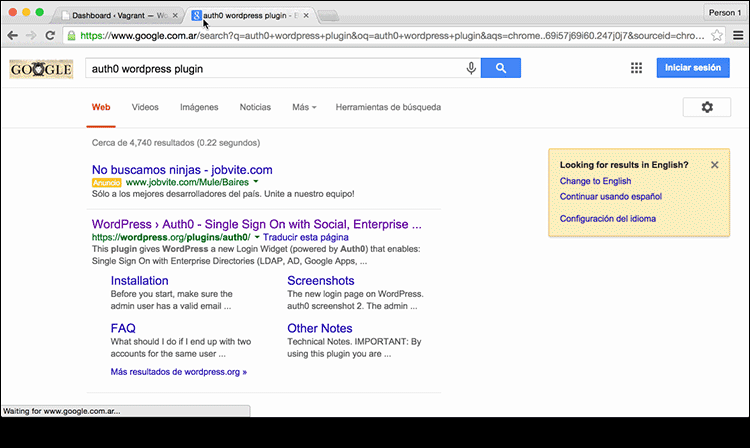 Dashboard ‹ Vagrant — Wo
auth0 wordpress plugin - B
Person 1
https://www.google.com.ar/search?q=auth0+wordpress+plugin&oq=auth0+wordpress+plugin&aqs=chrome..69i57j69i60.247j0j7&sourceid=chro...
GOOGLE
auth0 wordpress plugin
Iniciar sesión
Web Videos Imágenes Noticias Más Herramientas de búsqueda
Cerca de 4,740 resultados (0.22 segundos)
No buscamos ninjas - jobvite.com
Anuncio www.jobvite.com/Mule/Baires
Sólo a los mejores desarrolladores del país. Unite a nuestro equipo!
Looking for results in English?
Change to English
Continuar usando español
Configuración del idioma
WordPress › Auth0 - Single Sign On with Social, Enterprise ...
https://wordpress.org/plugins/auth0/ Traducir esta página
This plugin gives WordPress a new Login Widget (powered by Auth0) that enables:
Single Sign On with Enterprise Directories (LDAP, AD, Google Apps, ...
Installation
Before you start, make sure the
admin user has a valid email ...
Screenshots
The new login page on WordPress.
auth0 screenshot 2. The admin ...
FAQ
What should I do if I end up with two
accounts for the same user ...
Other Notes
Technical Notes. IMPORTANT: By
using this plugin you are ...
Más resultados de wordpress.org »
Waiting for www.google.com.ar...